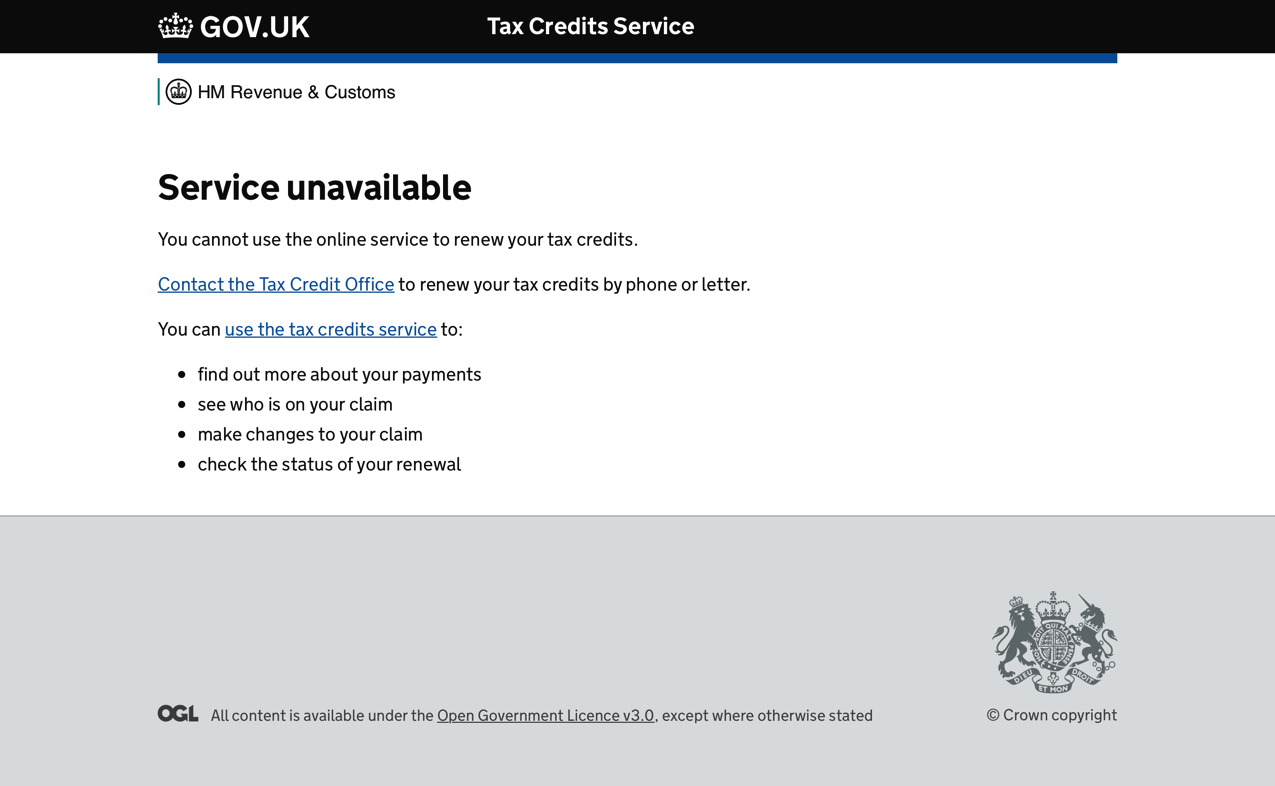 GOV.UK
Tax Credits Service
HM Revenue & Customs
Service unavailable
You cannot use the online service to renew your tax credits.
Contact the Tax Credit Office to renew your tax credits by phone or letter.
You can use the tax credits service to:
find out more about your payments
see who is on your claim
make changes to your claim
check the status of your renewal
DIEU ET MON DROIT
OGL All content is available under the Open Government Licence v3.0, except where otherwise stated
© Crown copyright